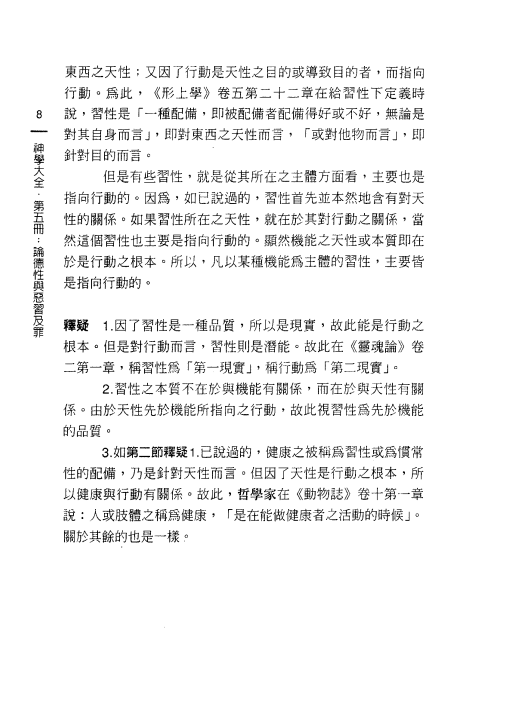 東西之天性；又因了行動是天性之目的或導致目的者，而指向
行動。爲此，《形上學》卷五第二十二章在給習性下定義時
說，習性是「一種配備，即被配備者配備得好或不好，無論是
對其自身而言」，即對東西之天性而言，「或對他物而言」，即
針對目的而言。
但是有些習性，就是從其所在之主體方面看，主要也是
指向行動的。因爲，如已說過的，習性首先並本然地含有對天
性的關係。如果習性所在之天性，就在於其對行動之關係，當
然這個習性也主要是指向行動的。顯然機能之天性或本質即在
於是行動之根本。所以，凡以某種機能爲主體的習性，主要皆
是指向行動的。
釋疑　1.因了習性是一種品質，所以是現實，故此能是行動之
根本。但是對行動而言，習性則是潛能。故此在《靈魂論》卷
二第一章，稱習性爲「第一現實」，稱行動爲「第二現實」。
2.習性之本質不在於與機能有關係，而在於與天性有關
係。由於天性先於機能所指向之行動，故此視習性爲先於機能
的品質。
3.如第二節釋疑1.已說過的，健康之被稱爲習性或爲慣常
性的配備，乃是針對天性而言。但因了天性是行動之根本，所
以健康與行動有關係。故此，哲學家在《動物誌》卷十第一章
說：人或肢體之稱爲健康，「是在能做健康者之活動的時候」。
關於其餘的也是一樣。
8
神學大全．第五冊：論德性與惡習及罪